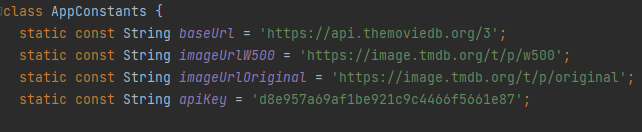 class AppConstants {
static const String baseUrl = 'https://api.themoviedb.org/3';
static const String imageUrlW500 = 'https://image.tmdb.org/t/p/w500';
static const String imageUrlOriginal = 'https://image.tmdb.org/t/p/original';
static const String apiKey = 'd8e957a69af1be921c9c4466f5661e87';